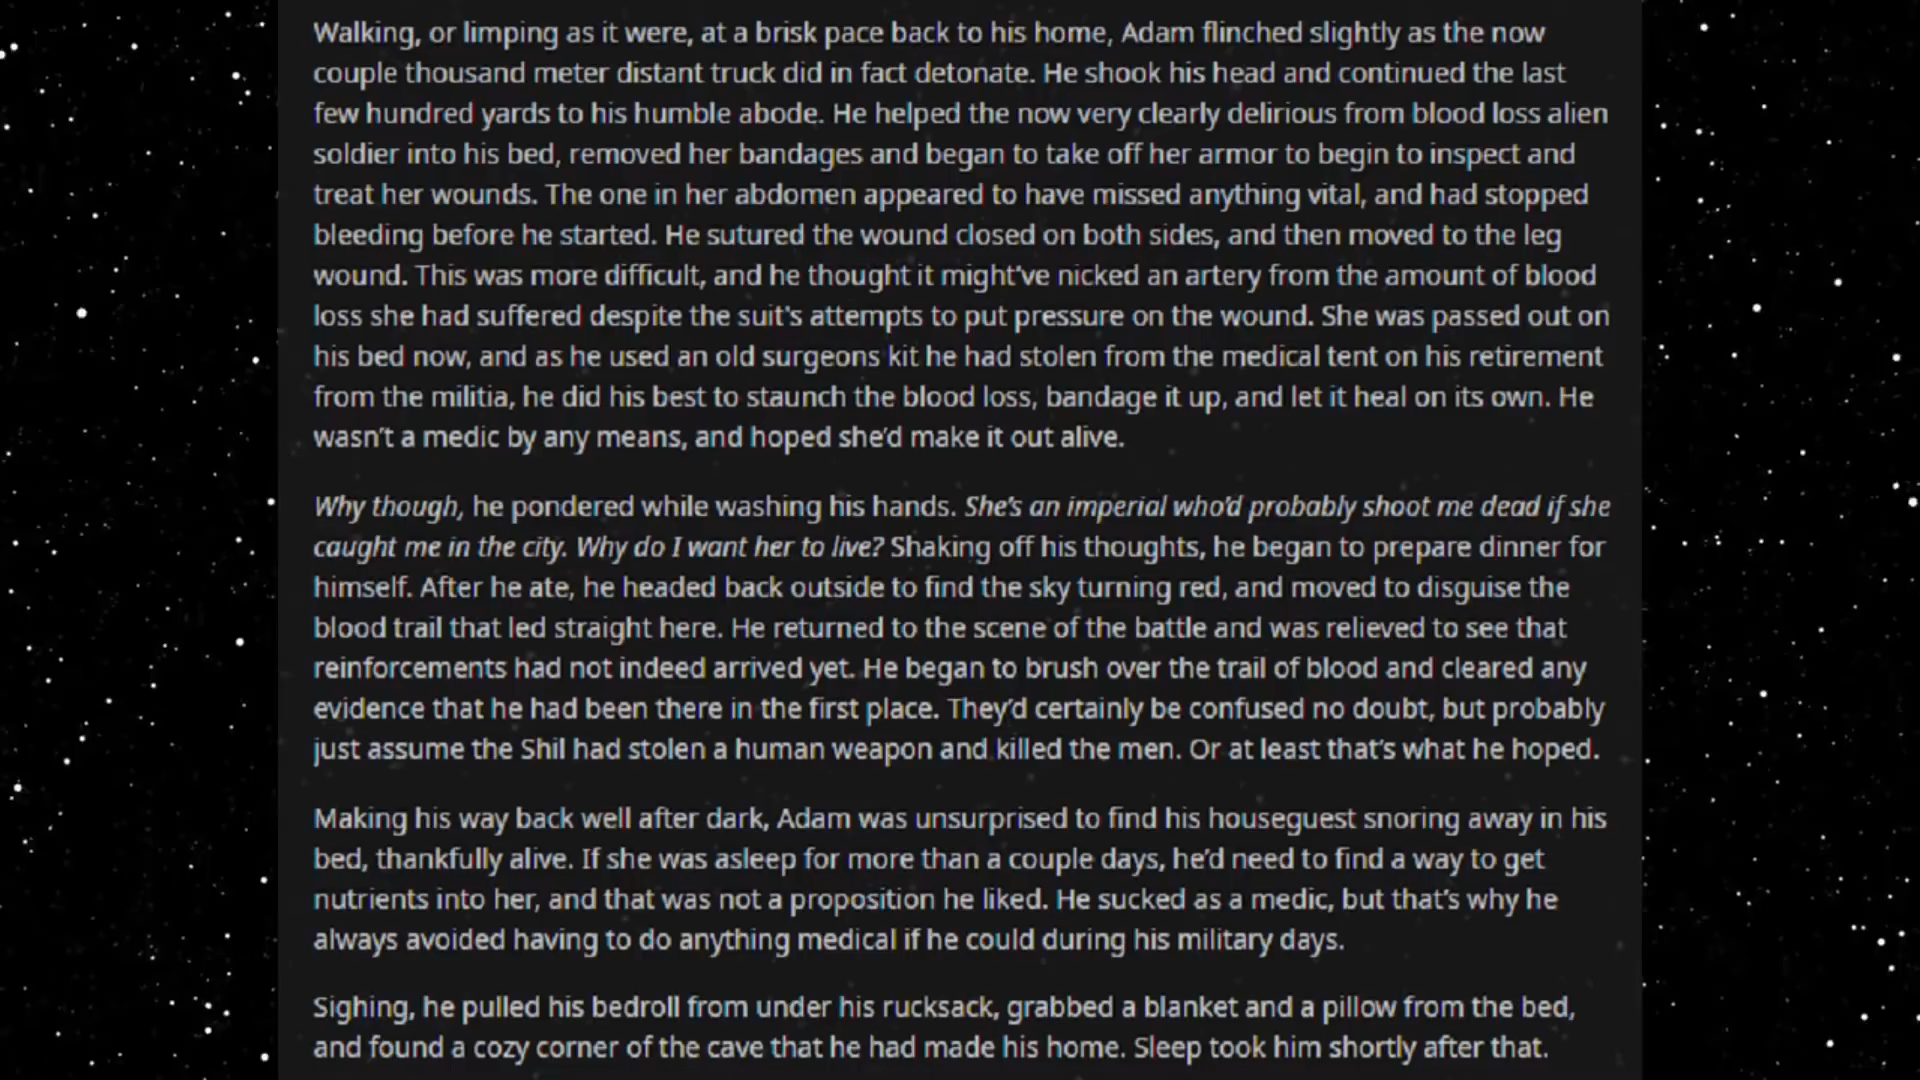 Walking, or limping as it were, at a brisk pace back to his home, Adam flinched slightly as the now
couple thousand meter distant truck did in fact detonate. He shook his head and continued the last
few hundred yards to his humble abode. He helped the now very clearly delirious from blood loss alien
soldier into his bed, removed her bandages and began to take off her armor to begin to inspect and
treat her wounds. The one in her abdomen appeared to have missed anything vital, and had stopped
bleeding before he started. He sutured the wound closed on both sides, and then moved to the leg
wound. This was more difficult, and he thought it might've nicked an artery from the amount of blood
loss she had suffered despite the suit's attempts to put pressure on the wound. She was passed out on
his bed now, and as he used an old surgeons kit he had stolen from the medical tent on his retirement
from the militia, he did his best to staunch the blood loss, bandage it up, and let it heal on its own. He
wasn't a medic by any means, and hoped she'd make it out alive.
Why though, he pondered while washing his hands. She's an imperial who'd probably shoot me dead if she
caught me in the city. Why do I want her to live? Shaking off his thoughts, he began to prepare dinner for
himself. After he ate, he headed back outside to find the sky turning red, and moved to disguise the
blood trail that led straight here. He returned to the scene of the battle and was relieved to see that
reinforcements had not indeed arrived yet. He began to brush over the trail of blood and cleared any
evidence that he had been there in the first place. They'd certainly be confused no doubt, but probably
just assume the Shil had stolen a human weapon and killed the men. Or at least that's what he hoped.
Making his way back well after dark, Adam was unsurprised to find his houseguest snoring away in his
bed, thankfully alive. If she was asleep for more than a couple days, he'd need to find a way to get
nutrients into her, and that was not a proposition he liked. He sucked as a medic, but that's why he
always avoided having to do anything medical if he could during his military days.
Sighing, he pulled his bedroll from under his rucksack, grabbed a blanket and a pillow from the bed,
and found a cozy corner of the cave that he had made his home. Sleep took him shortly after that.